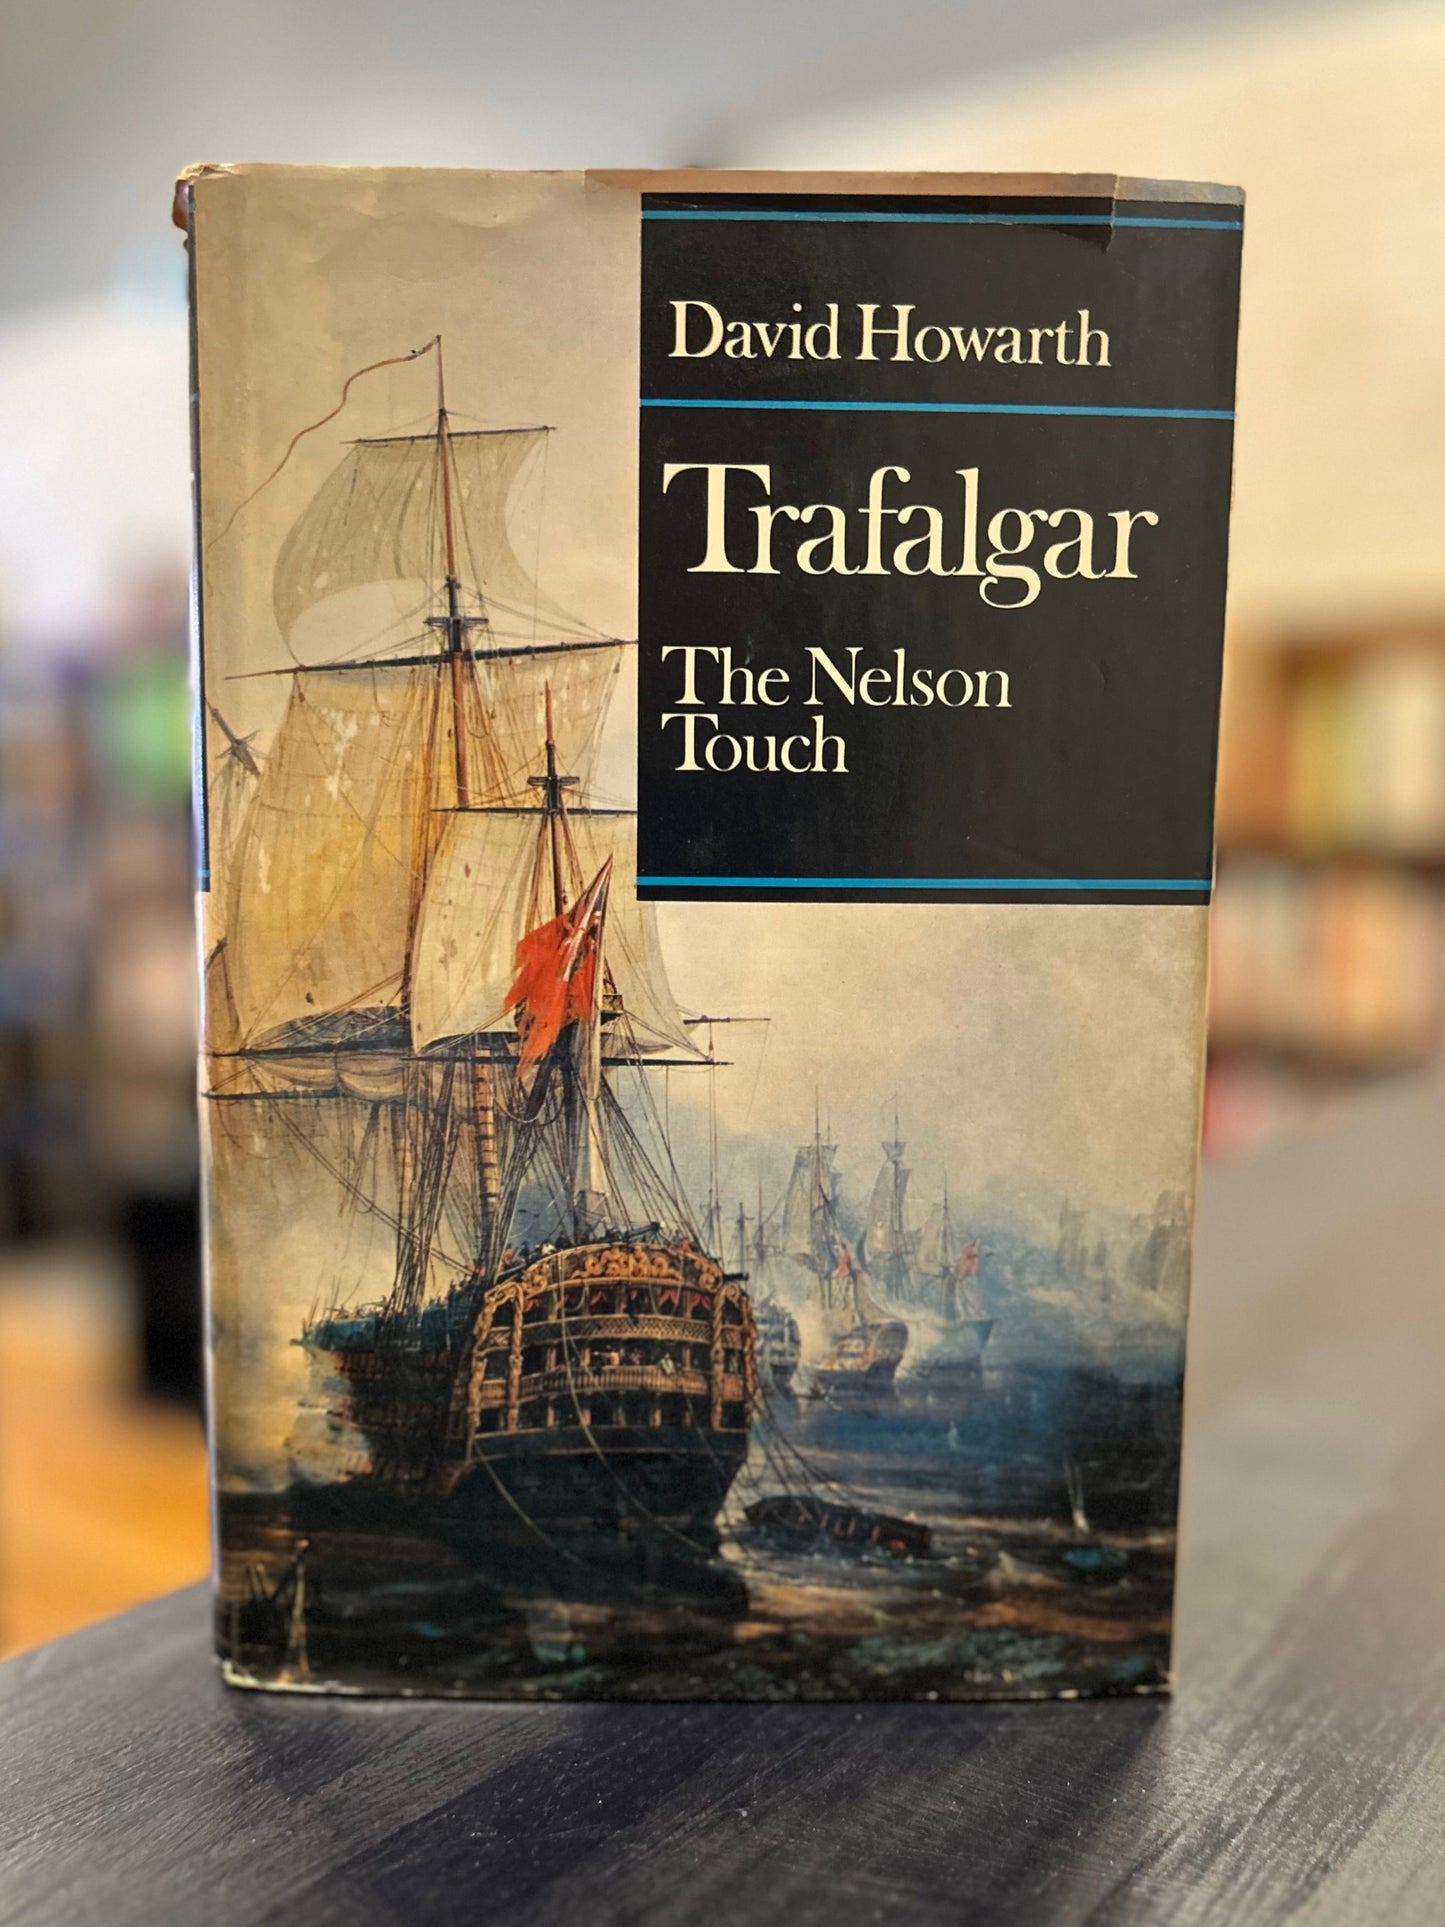 David Howarth
Trafalgar
The Nelson
Touch